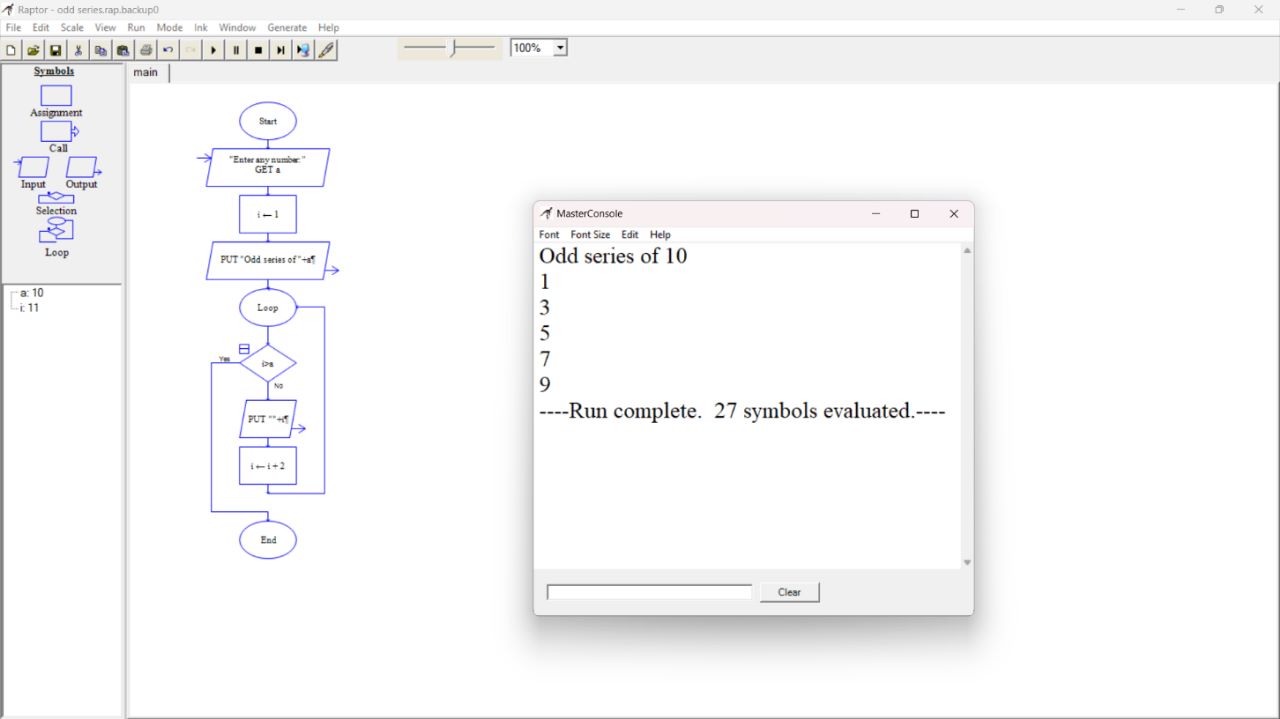 Raptor - odd series.rap.backup0
File Edit Scale View Run Mode Ink Window Generate Help
100%
Symbols
Assignment
Call
Input Output
Selection
Loop
a: 10
i: 11
main
Start
"Enter any number:"
GET a
i ← 1
PUT "Odd series of "+a¶
Loop
Yes
i>a
No
PUT ""+i¶
i ← i + 2
End
MasterConsole
Font Font Size Edit Help
Odd series of 10
1
3
5
7
9
----Run complete.  27 symbols evaluated.----
Clear